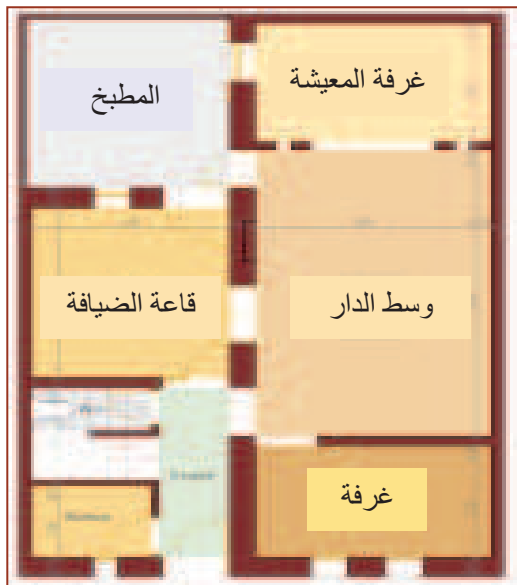 غرفة المعيشة
المطبخ
وسط الدار
قاعة الضيافة
غرفة